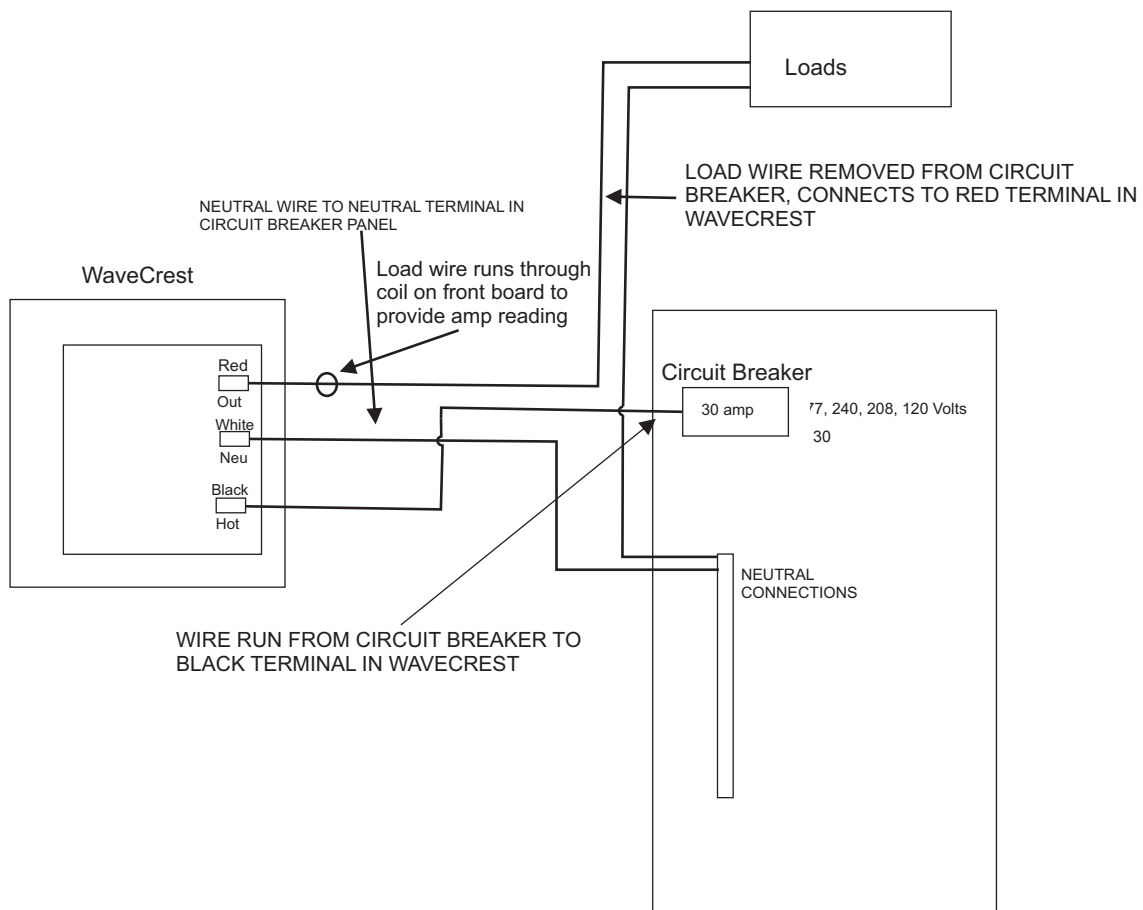 Loads
LOAD WIRE REMOVED FROM CIRCUIT
BREAKER, CONNECTS TO RED TERMINAL IN
WAVECREST
NEUTRAL WIRE TO NEUTRAL TERMINAL IN
CIRCUIT BREAKER PANEL
WaveCrest
Load wire runs through
coil on front board to
provide amp reading
Red
Out
White
Neu
Black
Hot
Circuit Breaker
30 amp
77, 240, 208, 120 Volts
30
NEUTRAL
CONNECTIONS
WIRE RUN FROM CIRCUIT BREAKER TO
BLACK TERMINAL IN WAVECREST